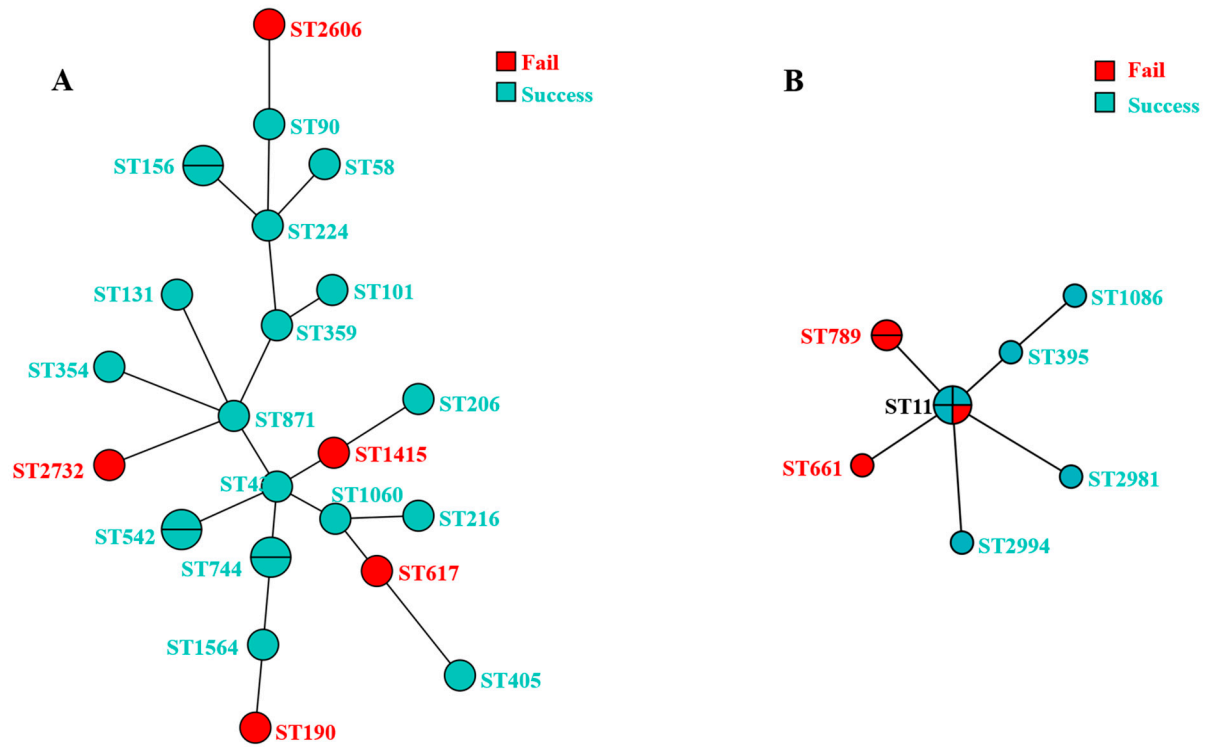 A
ST2606
Fail
Success
ST90
ST156
ST58
ST224
ST131
ST101
ST359
ST354
ST871
ST206
ST2732
ST1415
ST1060
ST542
ST216
ST744
ST617
ST1564
ST405
ST190
B
Fail
Success
ST1086
ST789
ST395
ST11
ST661
ST2981
ST2994